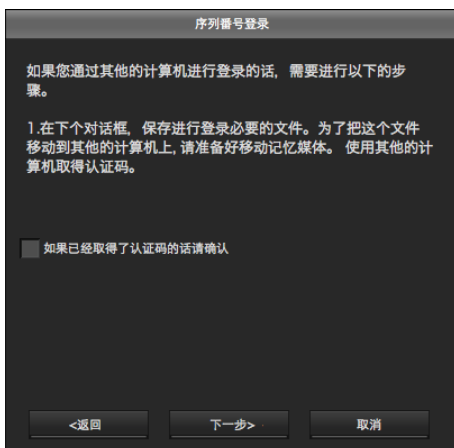 序列番号登录
如果您通过其他的计算机进行登录的话, 需要进行以下的步
骤。
1.在下个对话框, 保存进行登录必要的文件。为了把这个文件
移动到其他的计算机上, 请准备好移动记忆媒体。 使用其他的计
算机取得认证码。
如果已经取得了认证码的话请确认
<返回
下一步>
取消